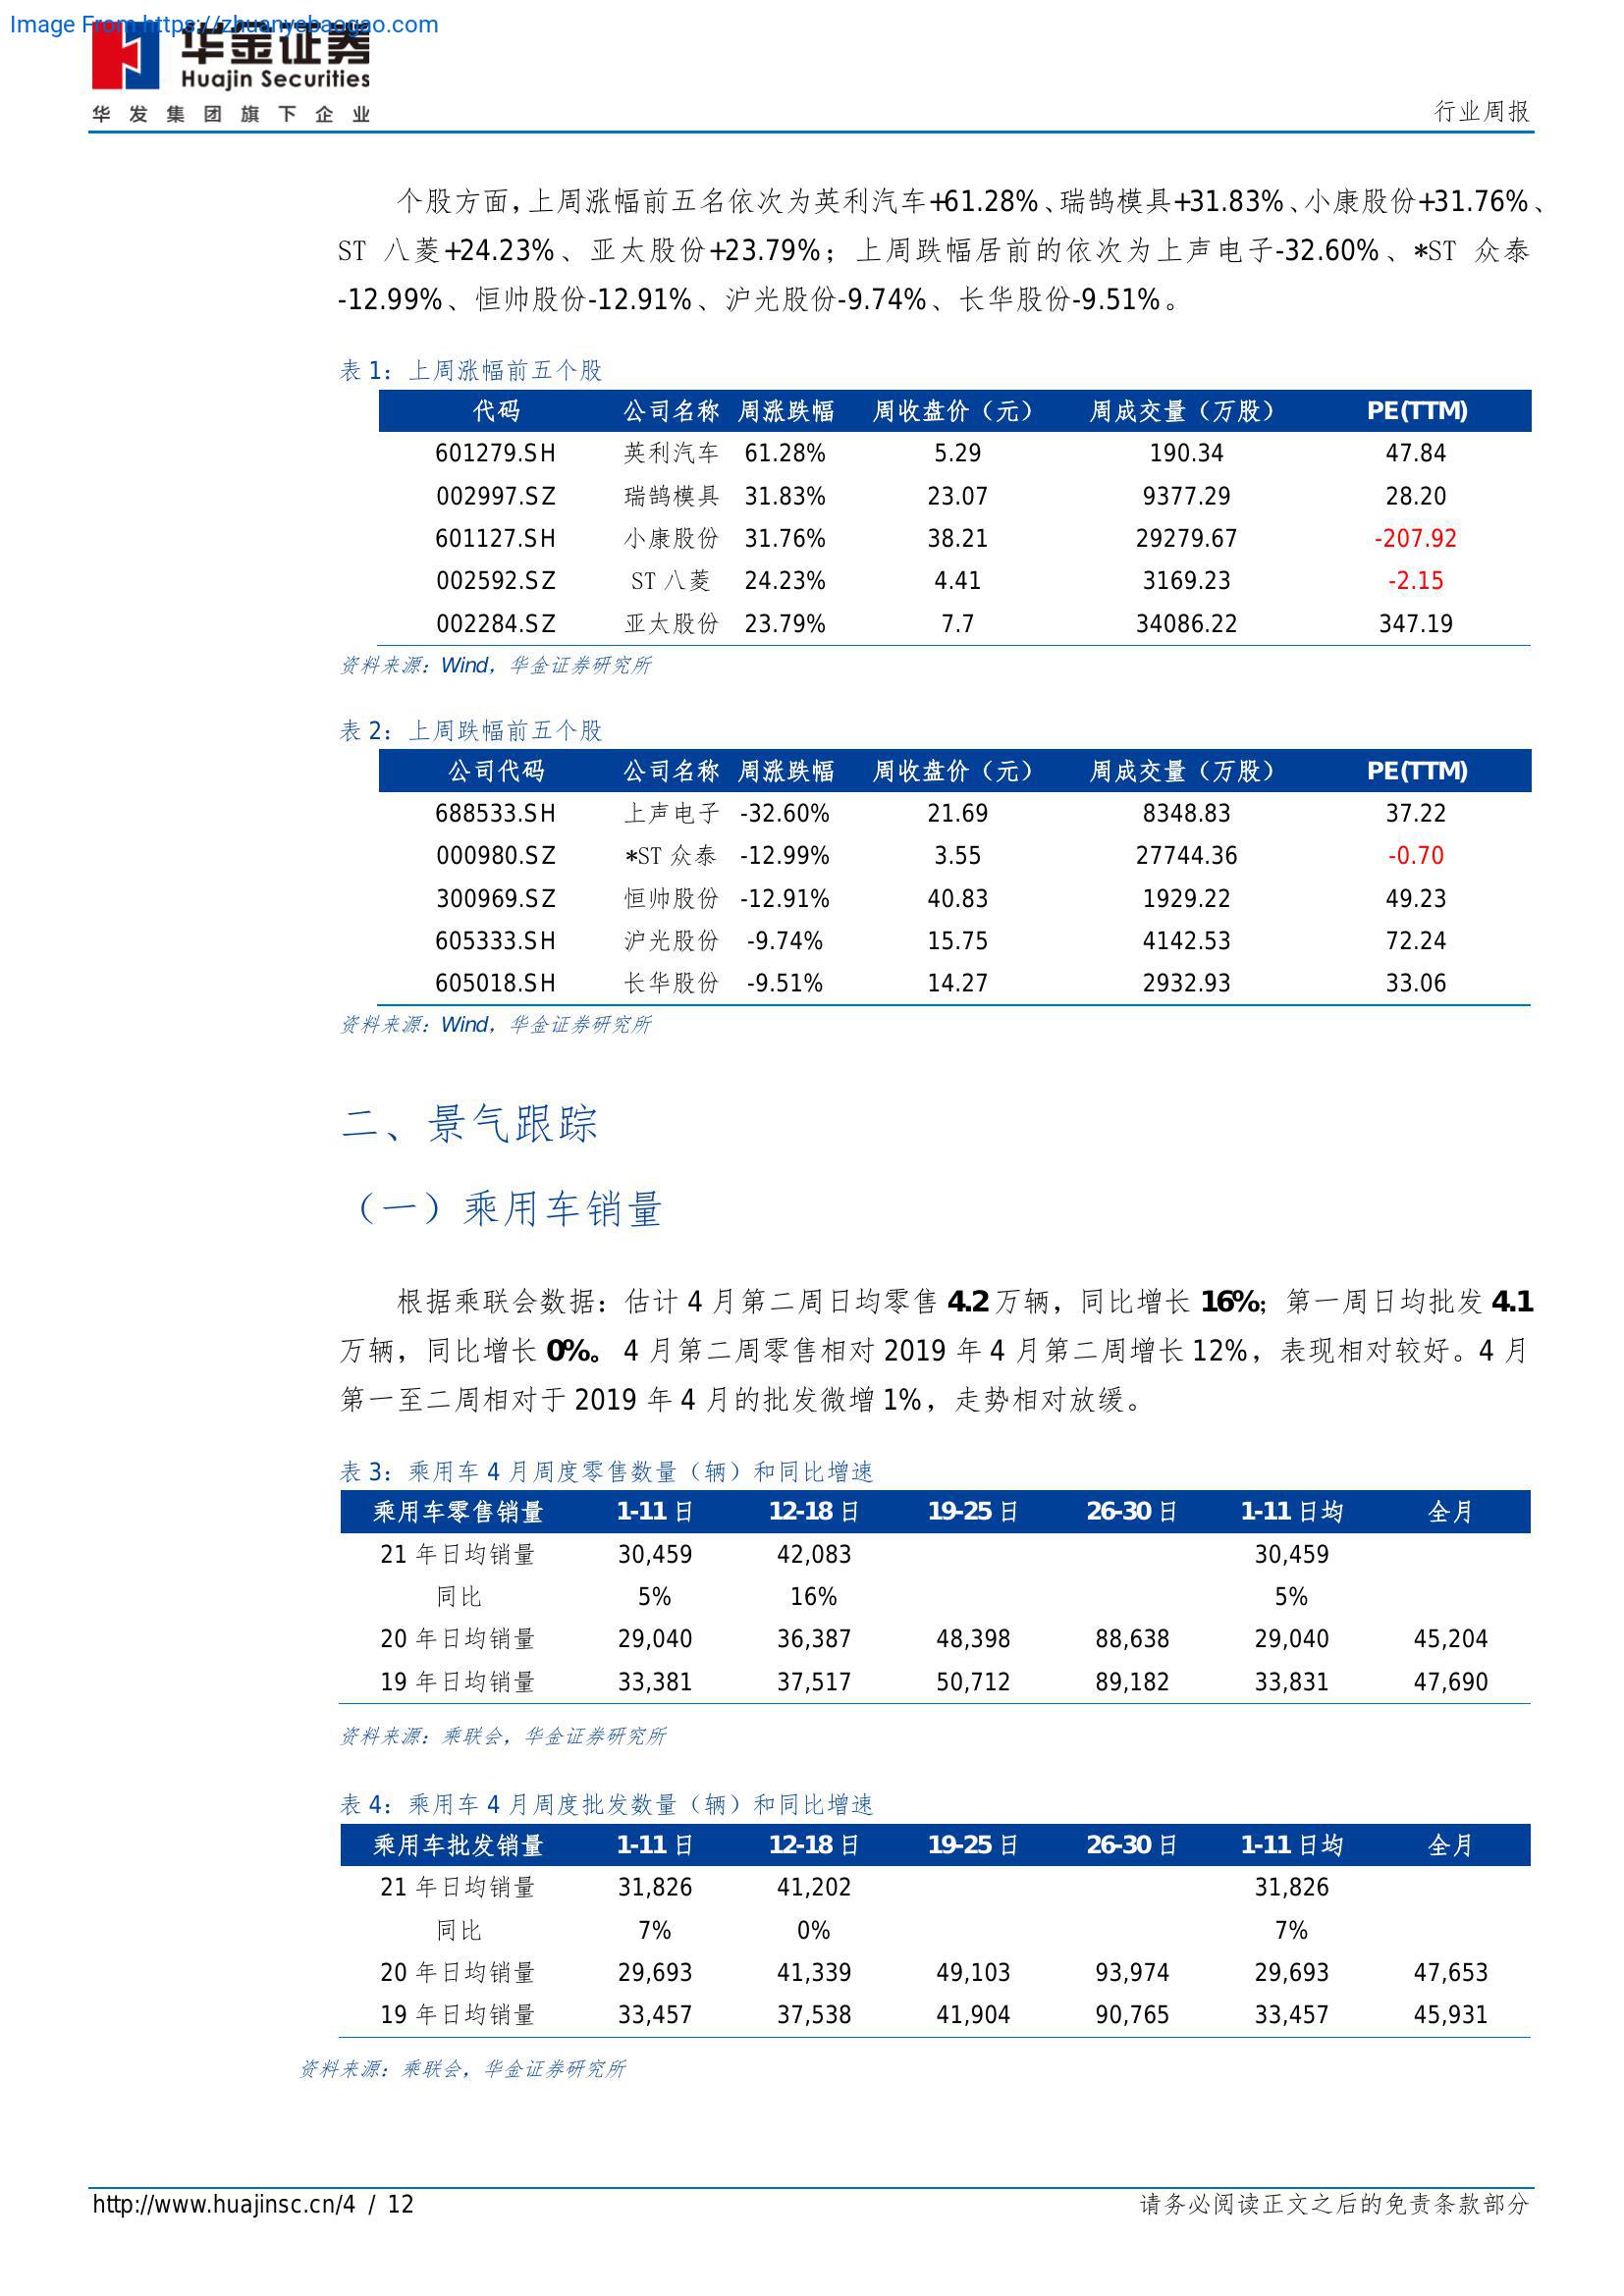 Image From https://zhuanyebaogao.com
华金证券
Huajin Securities
华发集团旗下企业
行业周报
个股方面,上周涨幅前五名依次为英利汽车+61.28%、瑞鹄模具+31.83%、小康股份+31.76%、
ST 八菱+24.23%、亚太股份+23.79%；上周跌幅居前的依次为上声电子-32.60%、*ST 众泰
-12.99%、恒帅股份-12.91%、沪光股份-9.74%、长华股份-9.51%。
表 1：上周涨幅前五个股
代码 公司名称 周涨跌幅 周收盘价（元） 周成交量（万股） PE(TTM)
601279.SH 英利汽车 61.28% 5.29 190.34 47.84
002997.SZ 瑞鹄模具 31.83% 23.07 9377.29 28.20
601127.SH 小康股份 31.76% 38.21 29279.67 -207.92
002592.SZ ST 八菱 24.23% 4.41 3169.23 -2.15
002284.SZ 亚太股份 23.79% 7.7 34086.22 347.19
资料来源：Wind，华金证券研究所
表 2：上周跌幅前五个股
公司代码 公司名称 周涨跌幅 周收盘价（元） 周成交量（万股） PE(TTM)
688533.SH 上声电子 -32.60% 21.69 8348.83 37.22
000980.SZ *ST 众泰 -12.99% 3.55 27744.36 -0.70
300969.SZ 恒帅股份 -12.91% 40.83 1929.22 49.23
605333.SH 沪光股份 -9.74% 15.75 4142.53 72.24
605018.SH 长华股份 -9.51% 14.27 2932.93 33.06
资料来源：Wind，华金证券研究所
二、景气跟踪
（一）乘用车销量
根据乘联会数据：估计 4 月第二周日均零售 4.2 万辆，同比增长 16%；第一周日均批发 4.1
万辆，同比增长 0%。 4 月第二周零售相对 2019 年 4 月第二周增长 12%，表现相对较好。4 月
第一至二周相对于 2019 年 4 月的批发微增 1%，走势相对放缓。
表 3：乘用车 4 月周度零售数量（辆）和同比增速
乘用车零售销量 1-11 日 12-18 日 19-25 日 26-30 日 1-11 日均 全月
21 年日均销量 30,459 42,083 30,459
同比 5% 16% 5%
20 年日均销量 29,040 36,387 48,398 88,638 29,040 45,204
19 年日均销量 33,381 37,517 50,712 89,182 33,831 47,690
资料来源：乘联会，华金证券研究所
表 4：乘用车 4 月周度批发数量（辆）和同比增速
乘用车批发销量 1-11 日 12-18 日 19-25 日 26-30 日 1-11 日均 全月
21 年日均销量 31,826 41,202 31,826
同比 7% 0% 7%
20 年日均销量 29,693 41,339 49,103 93,974 29,693 47,653
19 年日均销量 33,457 37,538 41,904 90,765 33,457 45,931
资料来源：乘联会，华金证券研究所
http://www.huajinsc.cn/4 / 12
请务必阅读正文之后的免责条款部分